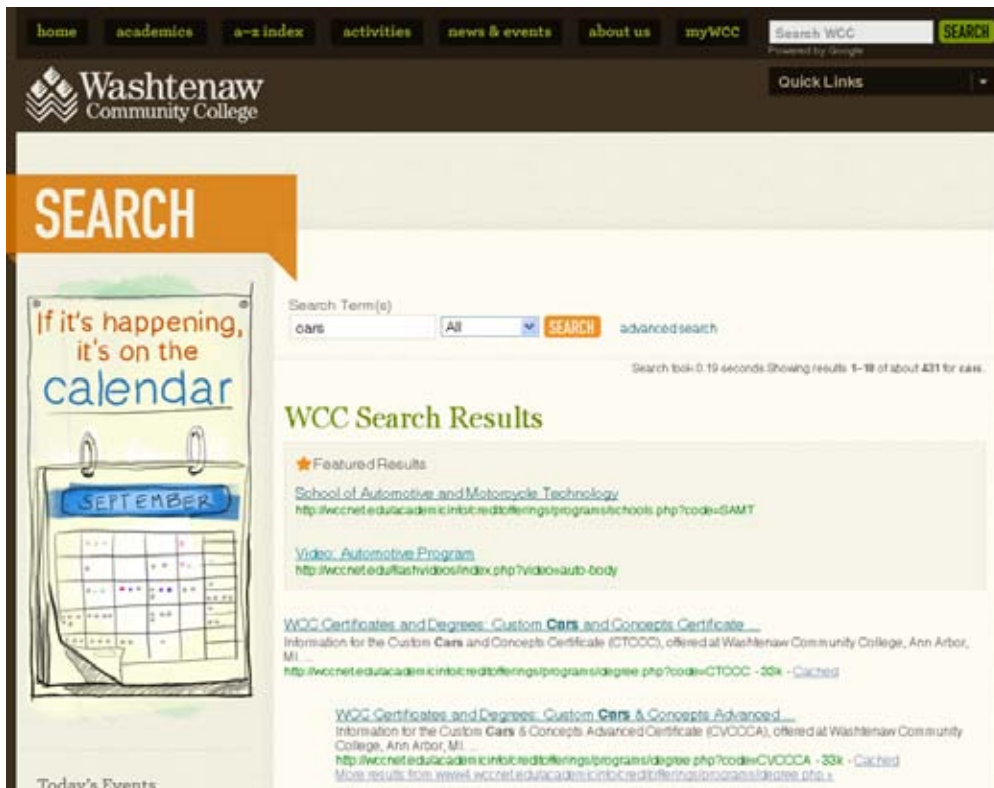 home academics a-z index activities news & events about us myWCC Search WCC SEARCH
Powered by Google
Washtenaw
Community College
Quick Links
SEARCH
If it's happening,
it's on the
calendar
SEPTEMBER
Today's Events
Search Term(s)
cars All SEARCH advanced search
Search took 0.19 seconds. Showing results 1-10 of about 431 for cars.
WCC Search Results
Featured Results
School of Automotive and Motorcycle Technology
http://wccnet.edu/academicinfo/creditofferings/programs/schools.php?code=SAMT
Video: Automotive Program
http://wccnet.edu/flashvideos/index.php?video=auto-body
WCC Certificates and Degrees: Custom Cars and Concepts Certificate ...
Information for the Custom Cars and Concepts Certificate (CTCCC), offered at Washtenaw Community College, Ann Arbor,
MI. ...
http://wccnet.edu/academicinfo/creditofferings/programs/degree.php?code=CTCCC - 33k - Cached
WCC Certificates and Degrees: Custom Cars & Concepts Advanced ...
Information for the Custom Cars & Concepts Advanced Certificate (CVCCCA), offered at Washtenaw Community
College, Ann Arbor, MI. ...
http://wccnet.edu/academicinfo/creditofferings/programs/degree.php?code=CVCCCA - 33k - Cached
More results from www4.wccnet.edu/academicinfo/creditofferings/programs/degree.php »